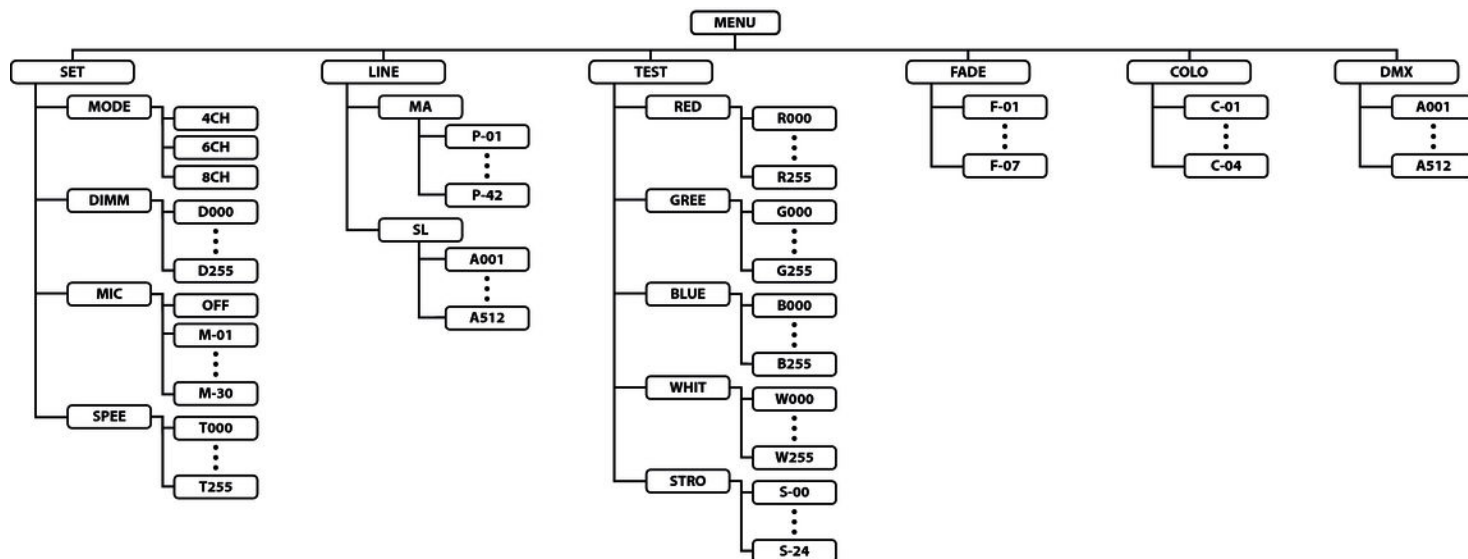 MENU
SET
MODE
4CH
6CH
8CH
DIMM
D000
D255
MIC
OFF
M-01
M-30
SPEE
T000
T255
LINE
MA
P-01
P-42
SL
A001
A512
TEST
RED
R000
R255
GREE
G000
G255
BLUE
B000
B255
WHIT
W000
W255
STRO
S-00
S-24
FADE
F-01
F-07
COLO
C-01
C-04
DMX
A001
A512